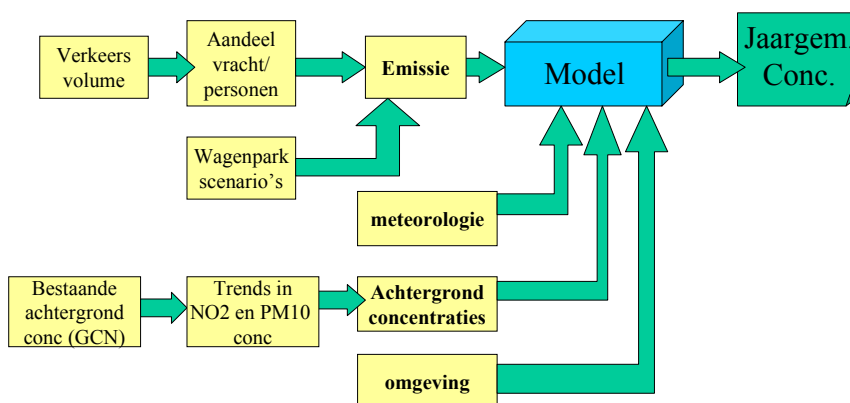 Verkeers
volume
Aandeel
vracht/
personen
Emissie
Model
Jaargem.
Conc.
Wagenpark
scenario's
meteorologie
Bestaande
achtergrond
conc (GCN)
Trends in
NO2 en PM10
conc
Achtergrond
concentraties
omgeving